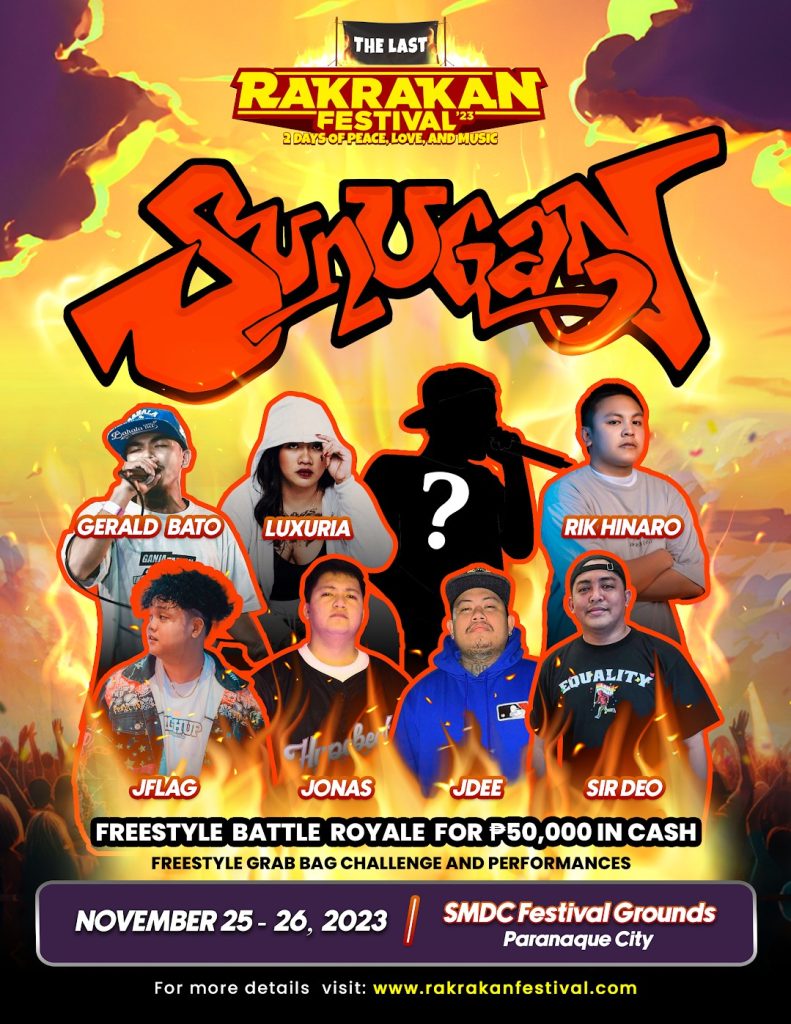 THE LAST
RAKRAKAN
FESTIVAL '23
2 DAYS OF PEACE, LOVE, AND MUSIC
SUNUGAN
?
GERALD BATO
LUXURIA
RIK HINARO
GANJA
EQUALITY
JFLAG
JONAS
JDEE
SIR DEO
FREESTYLE BATTLE ROYALE FOR ₱50,000 IN CASH
FREESTYLE GRAB BAG CHALLENGE AND PERFORMANCES
NOVEMBER 25 - 26, 2023
SMDC Festival Grounds
Paranaque City
For more details visit: www.rakrakanfestival.com